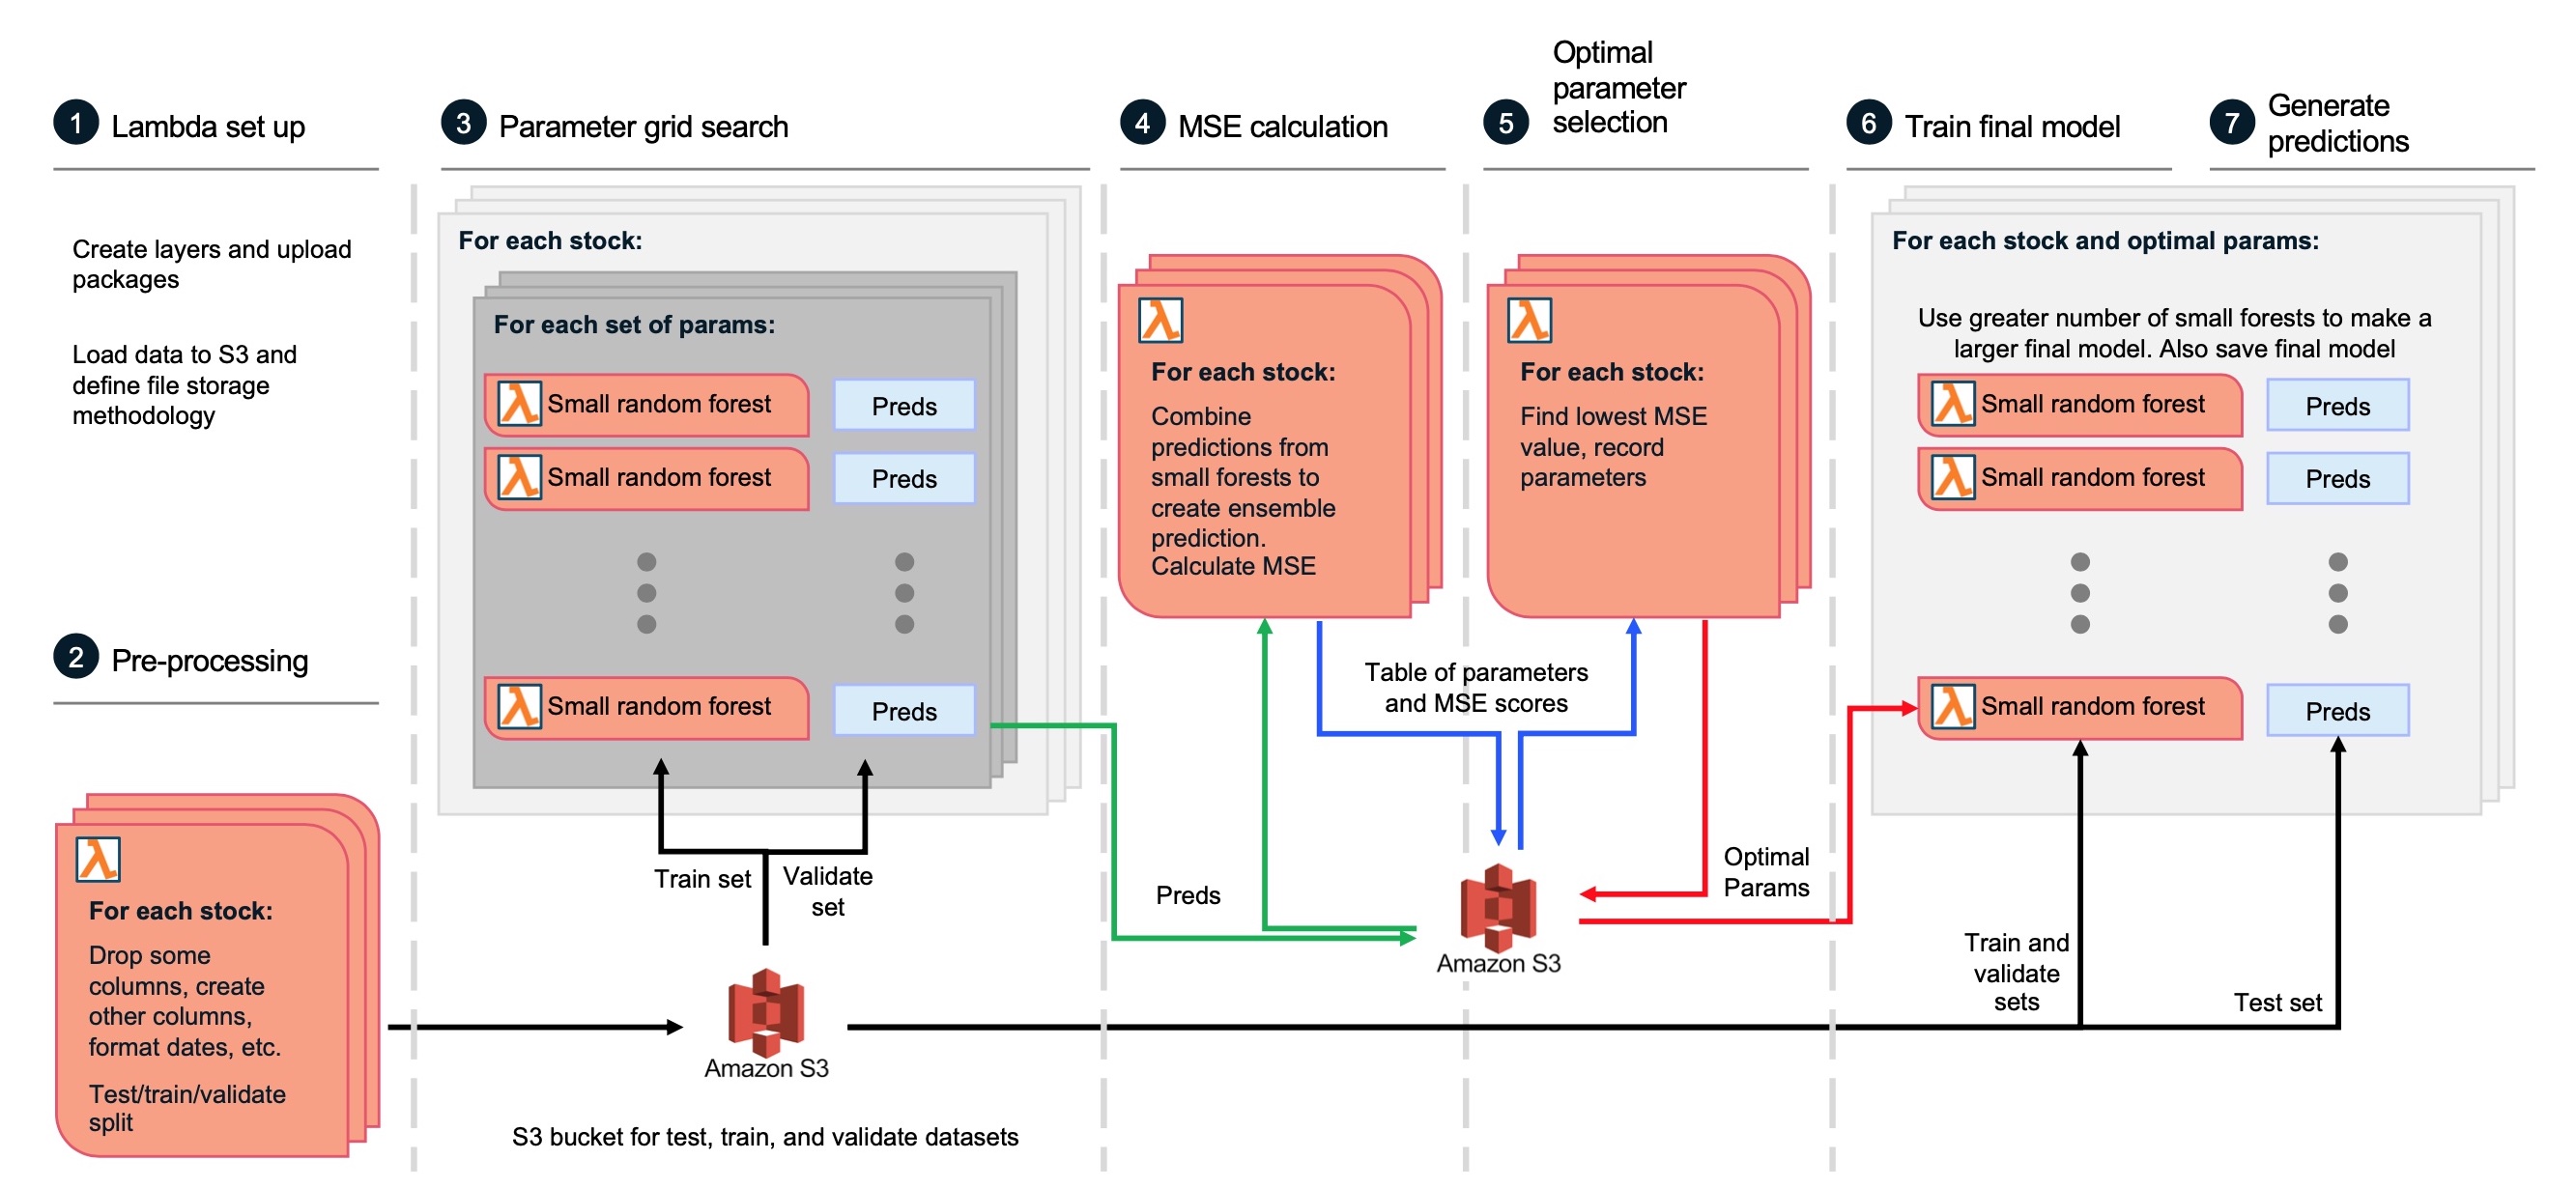 1 Lambda set up
Create layers and upload
packages
Load data to S3 and
define file storage
methodology
2 Pre-processing
λ
For each stock:
Drop some
columns, create
other columns,
format dates, etc.
Test/train/validate
split
3 Parameter grid search
For each stock:
For each set of params:
λ Small random forest Preds
λ Small random forest Preds
λ Small random forest Preds
Train set
Validate
set
Amazon S3
S3 bucket for test, train, and validate datasets
4 MSE calculation
λ
For each stock:
Combine
predictions from
small forests to
create ensemble
prediction.
Calculate MSE
Preds
5 Optimal
parameter
selection
λ
For each stock:
Find lowest MSE
value, record
parameters
Table of parameters
and MSE scores
Amazon S3
Optimal
Params
6 Train final model
7 Generate
predictions
For each stock and optimal params:
Use greater number of small forests to make a
larger final model. Also save final model
λ Small random forest Preds
λ Small random forest Preds
λ Small random forest Preds
Train and
validate
sets
Test set